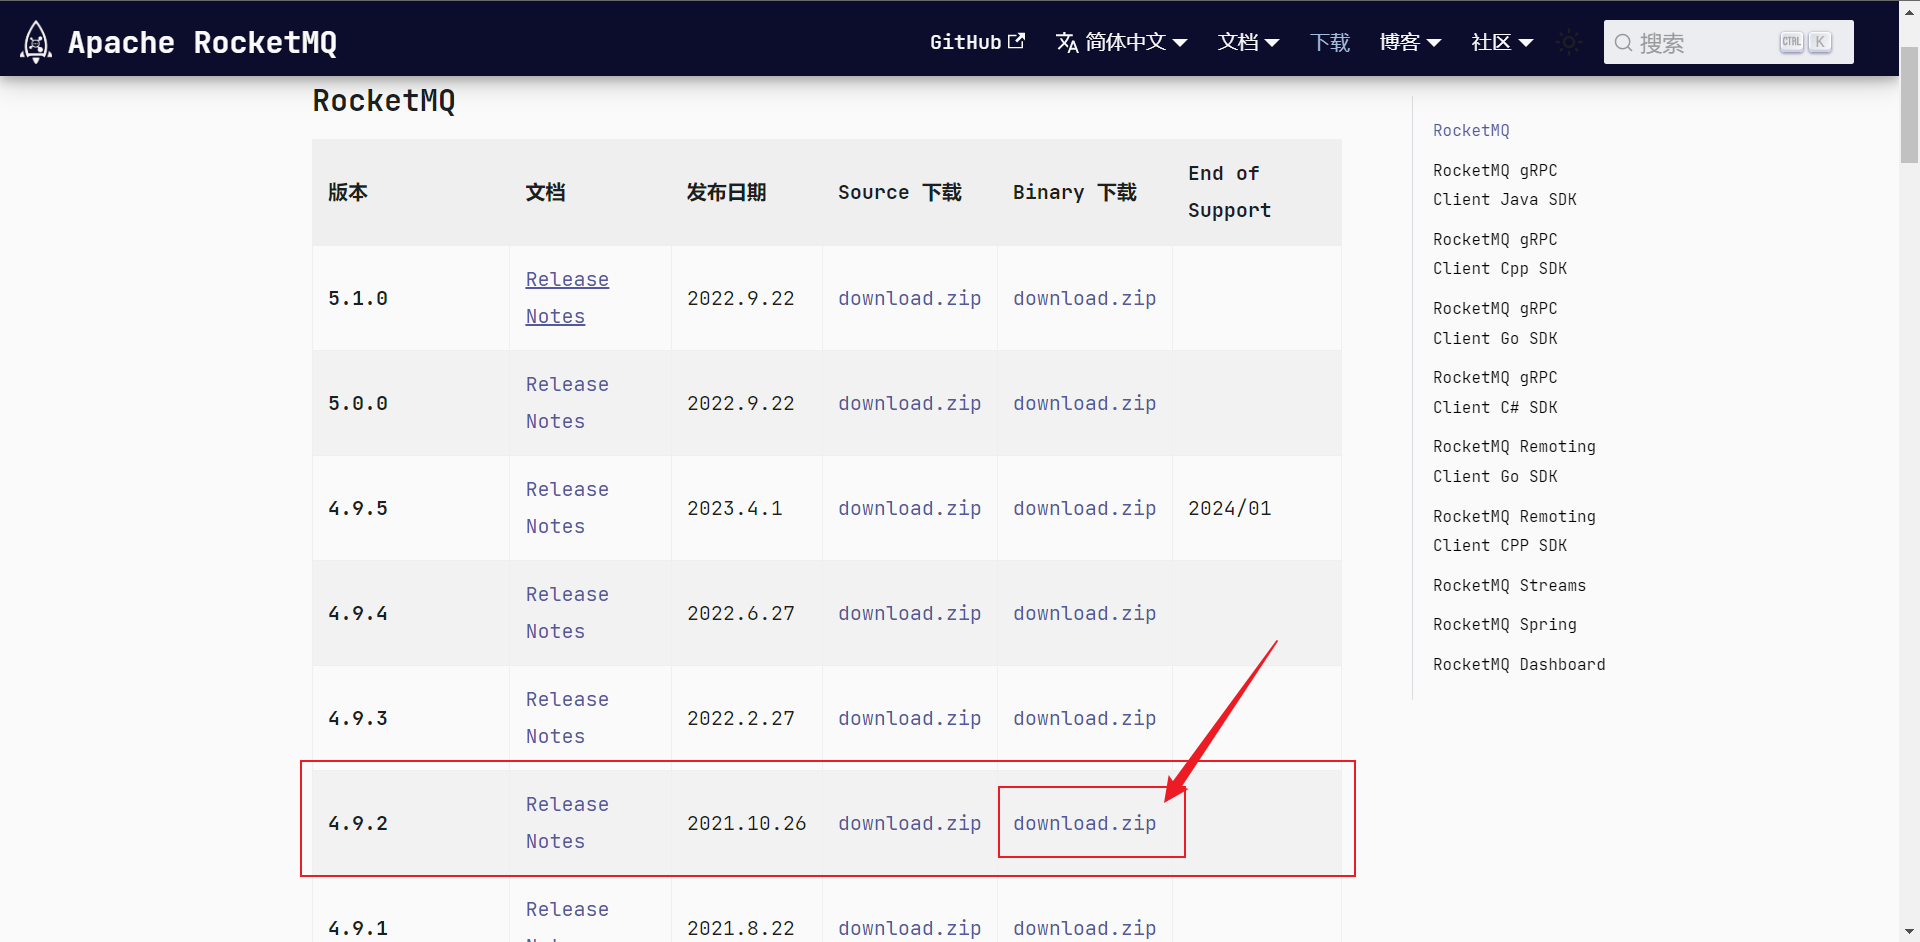 Apache RocketMQ
GitHub 简体中文 文档 下载 博客 社区 搜索 CTRL K
RocketMQ
版本 文档 发布日期 Source 下载 Binary 下载 End of Support
5.1.0 Release Notes 2022.9.22 download.zip download.zip
5.0.0 Release Notes 2022.9.22 download.zip download.zip
4.9.5 Release Notes 2023.4.1 download.zip download.zip 2024/01
4.9.4 Release Notes 2022.6.27 download.zip download.zip
4.9.3 Release Notes 2022.2.27 download.zip download.zip
4.9.2 Release Notes 2021.10.26 download.zip download.zip
4.9.1 Release 2021.8.22 download.zip download.zip
RocketMQ
RocketMQ gRPC
Client Java SDK
RocketMQ gRPC
Client Cpp SDK
RocketMQ gRPC
Client Go SDK
RocketMQ gRPC
Client C# SDK
RocketMQ Remoting
Client Go SDK
RocketMQ Remoting
Client CPP SDK
RocketMQ Streams
RocketMQ Spring
RocketMQ Dashboard